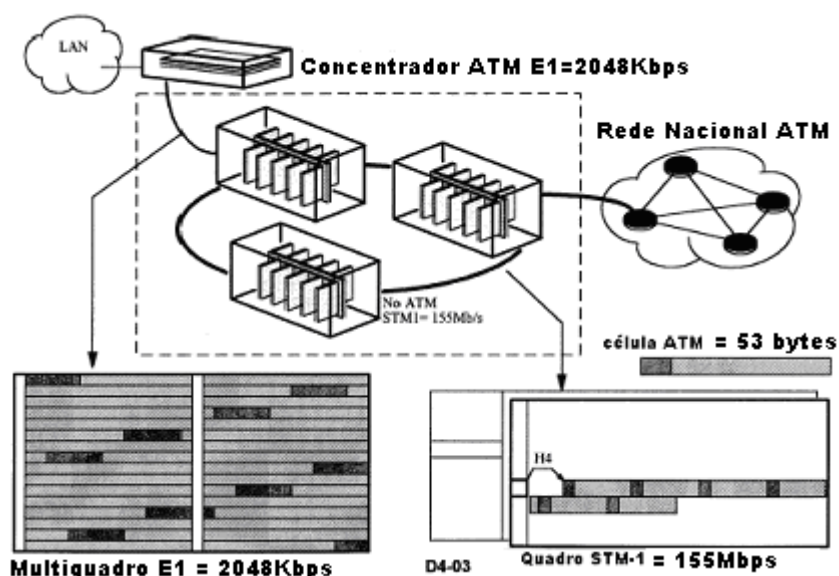 LAN
Concentrador ATM E1=2048Kbps
Rede Nacional ATM
No ATM
STM1= 155Mb/s
célula ATM = 53 bytes
H4
Multiquadro E1 = 2048Kbps
D4-03
Quadro STM-1 = 155Mbps